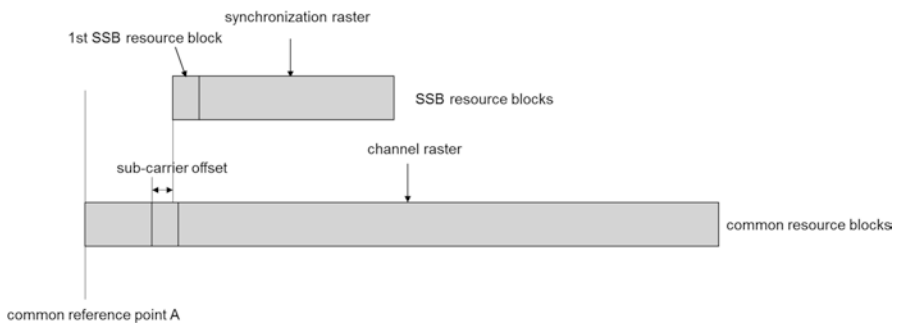 synchronization raster
1st SSB resource block
SSB resource blocks
channel raster
sub-carrier offset
common resource blocks
common reference point A